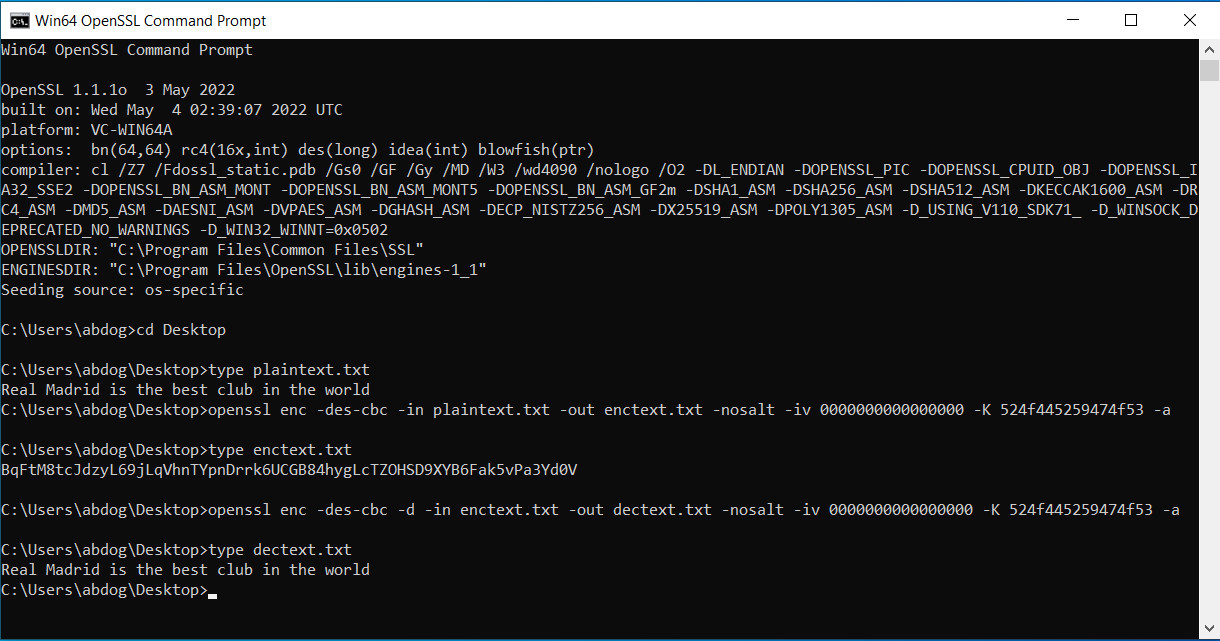 Win64 OpenSSL Command Prompt
Win64 OpenSSL Command Prompt
OpenSSL 1.1.1o  3 May 2022
built on: Wed May  4 02:39:07 2022 UTC
platform: VC-WIN64A
options:  bn(64,64) rc4(16x,int) des(long) idea(int) blowfish(ptr)
compiler: cl /Z7 /Fdossl_static.pdb /Gs0 /GF /Gy /MD /W3 /wd4090 /nologo /O2 -DL_ENDIAN -DOPENSSL_PIC -DOPENSSL_CPUID_OBJ -DOPENSSL_I
A32_SSE2 -DOPENSSL_BN_ASM_MONT -DOPENSSL_BN_ASM_MONT5 -DOPENSSL_BN_ASM_GF2m -DSHA1_ASM -DSHA256_ASM -DSHA512_ASM -DKECCAK1600_ASM -DR
C4_ASM -DMD5_ASM -DAESNI_ASM -DVPAES_ASM -DGHASH_ASM -DECP_NISTZ256_ASM -DX25519_ASM -DPOLY1305_ASM -D_USING_V110_SDK71_ -D_WINSOCK_D
EPRECATED_NO_WARNINGS -D_WIN32_WINNT=0x0502
OPENSSLDIR: "C:\Program Files\Common Files\SSL"
ENGINESDIR: "C:\Program Files\OpenSSL\lib\engines-1_1"
Seeding source: os-specific
C:\Users\abdog>cd Desktop
C:\Users\abdog\Desktop>type plaintext.txt
Real Madrid is the best club in the world
C:\Users\abdog\Desktop>openssl enc -des-cbc -in plaintext.txt -out enctext.txt -nosalt -iv 0000000000000000 -K 524f445259474f53 -a
C:\Users\abdog\Desktop>type enctext.txt
BqFtM8tcJdzyL69jLqVhnTYpnDrrk6UCGB84hygLcTZOHSD9XYB6Fak5vPa3Yd0V
C:\Users\abdog\Desktop>openssl enc -des-cbc -d -in enctext.txt -out dectext.txt -nosalt -iv 0000000000000000 -K 524f445259474f53 -a
C:\Users\abdog\Desktop>type dectext.txt
Real Madrid is the best club in the world
C:\Users\abdog\Desktop>